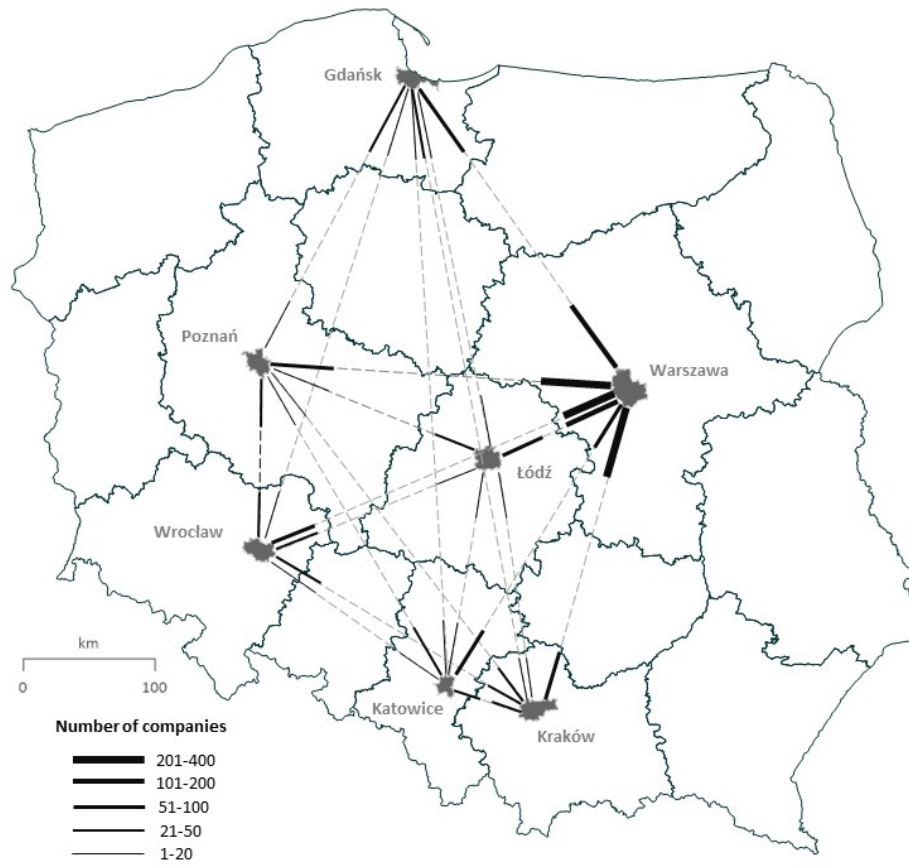 Gdańsk
Poznań
Warszawa
Łódź
Wrocław
Katowice
Kraków
km
0 100
Number of companies
201-400
101-200
51-100
21-50
1-20